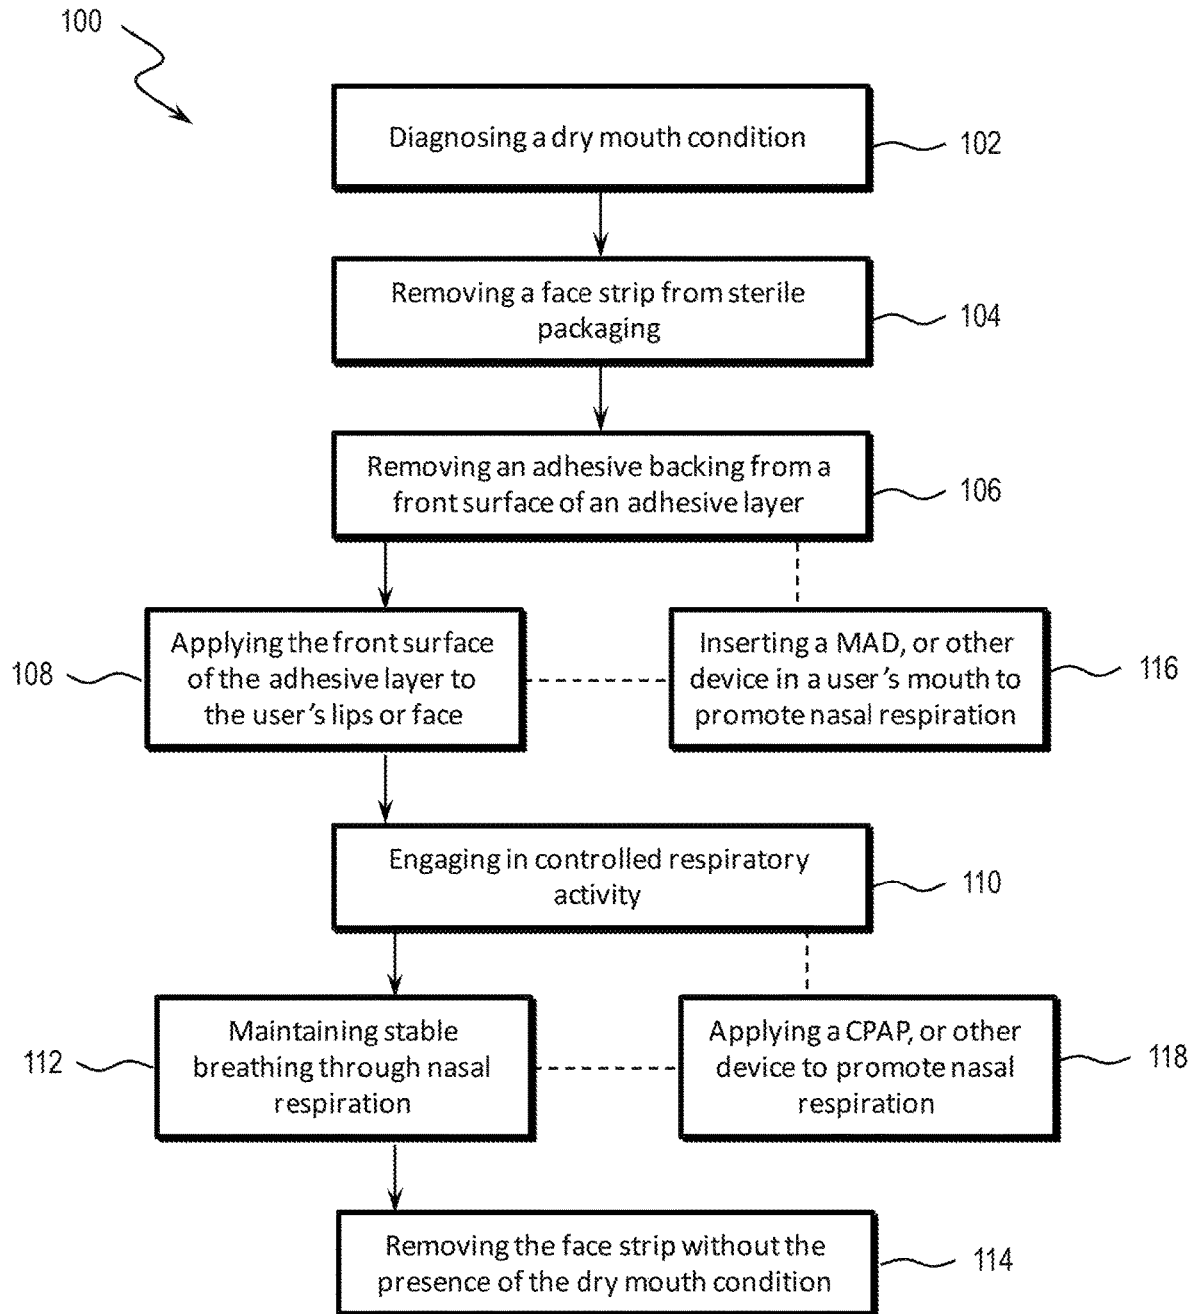 100
Diagnosing a dry mouth condition
102
Removing a face strip from sterile
packaging
104
Removing an adhesive backing from a
front surface of an adhesive layer
106
Applying the front surface
of the adhesive layer to
the user's lips or face
108
Inserting a MAD, or other
device in a user's mouth to
promote nasal respiration
116
Engaging in controlled respiratory
activity
110
Maintaining stable
breathing through nasal
respiration
112
Applying a CPAP, or other
device to promote nasal
respiration
118
Removing the face strip without the
presence of the dry mouth condition
114